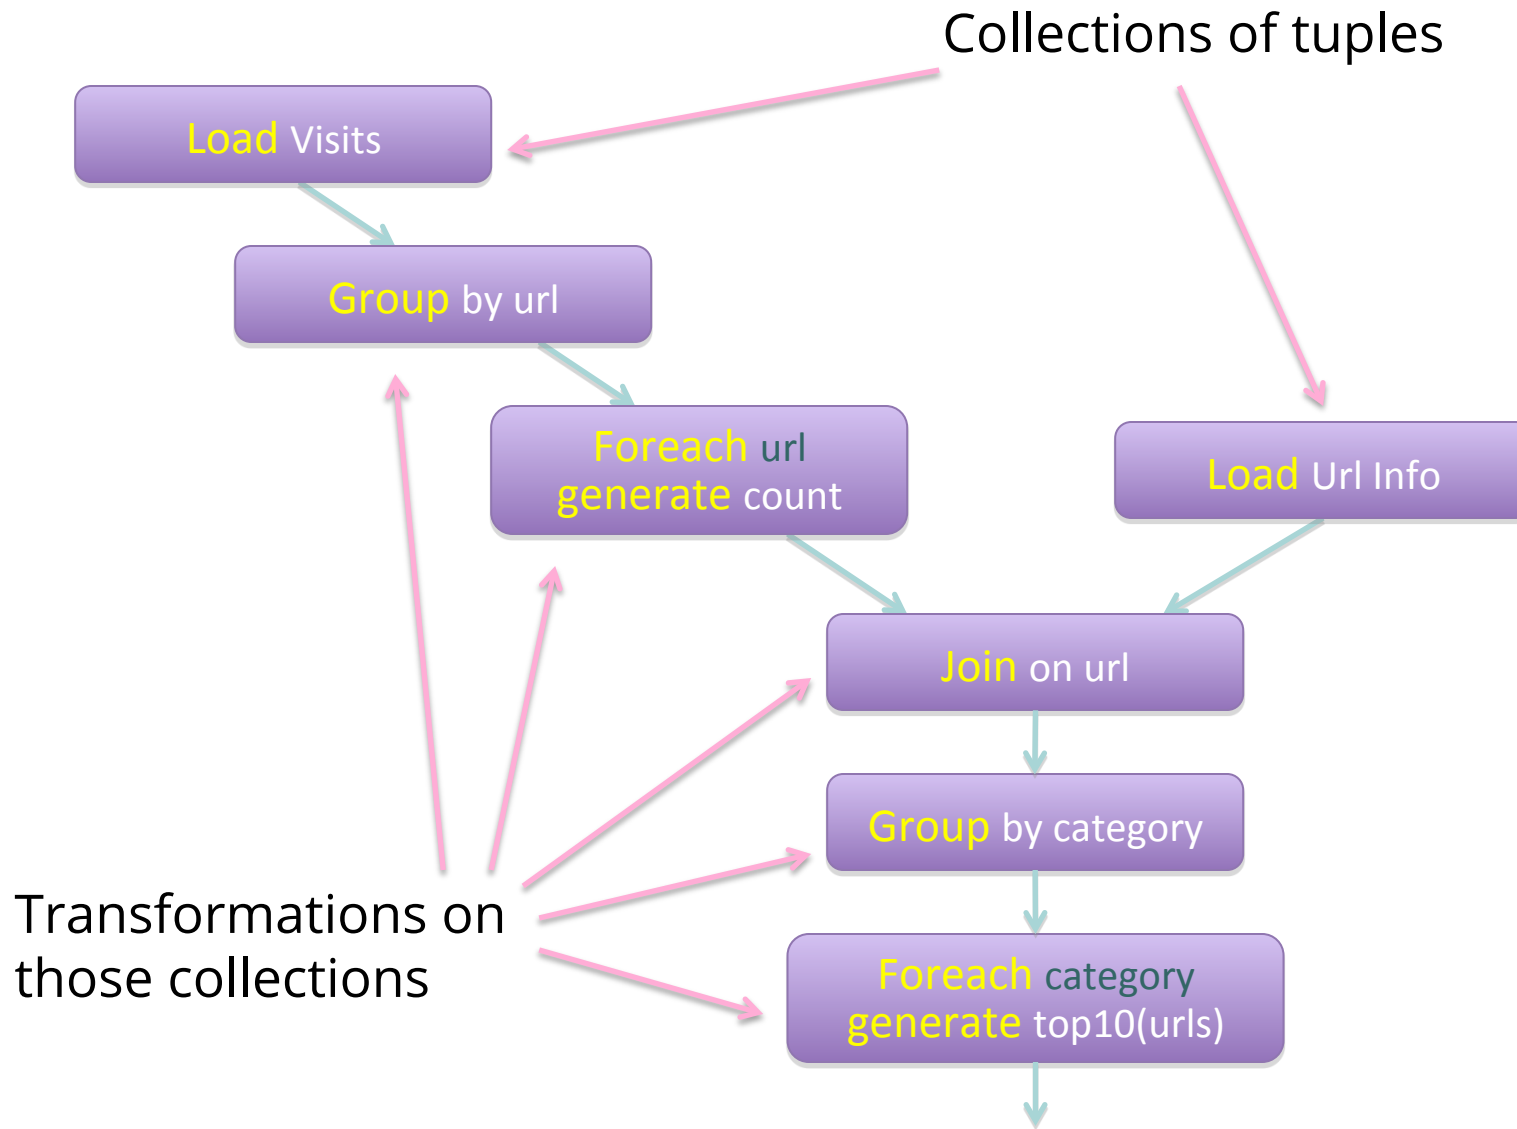 Collections of tuples
Load Visits
Group by url
Foreach url
generate count
Load Url Info
Join on url
Group by category
Transformations on
those collections
Foreach category
generate top10(urls)